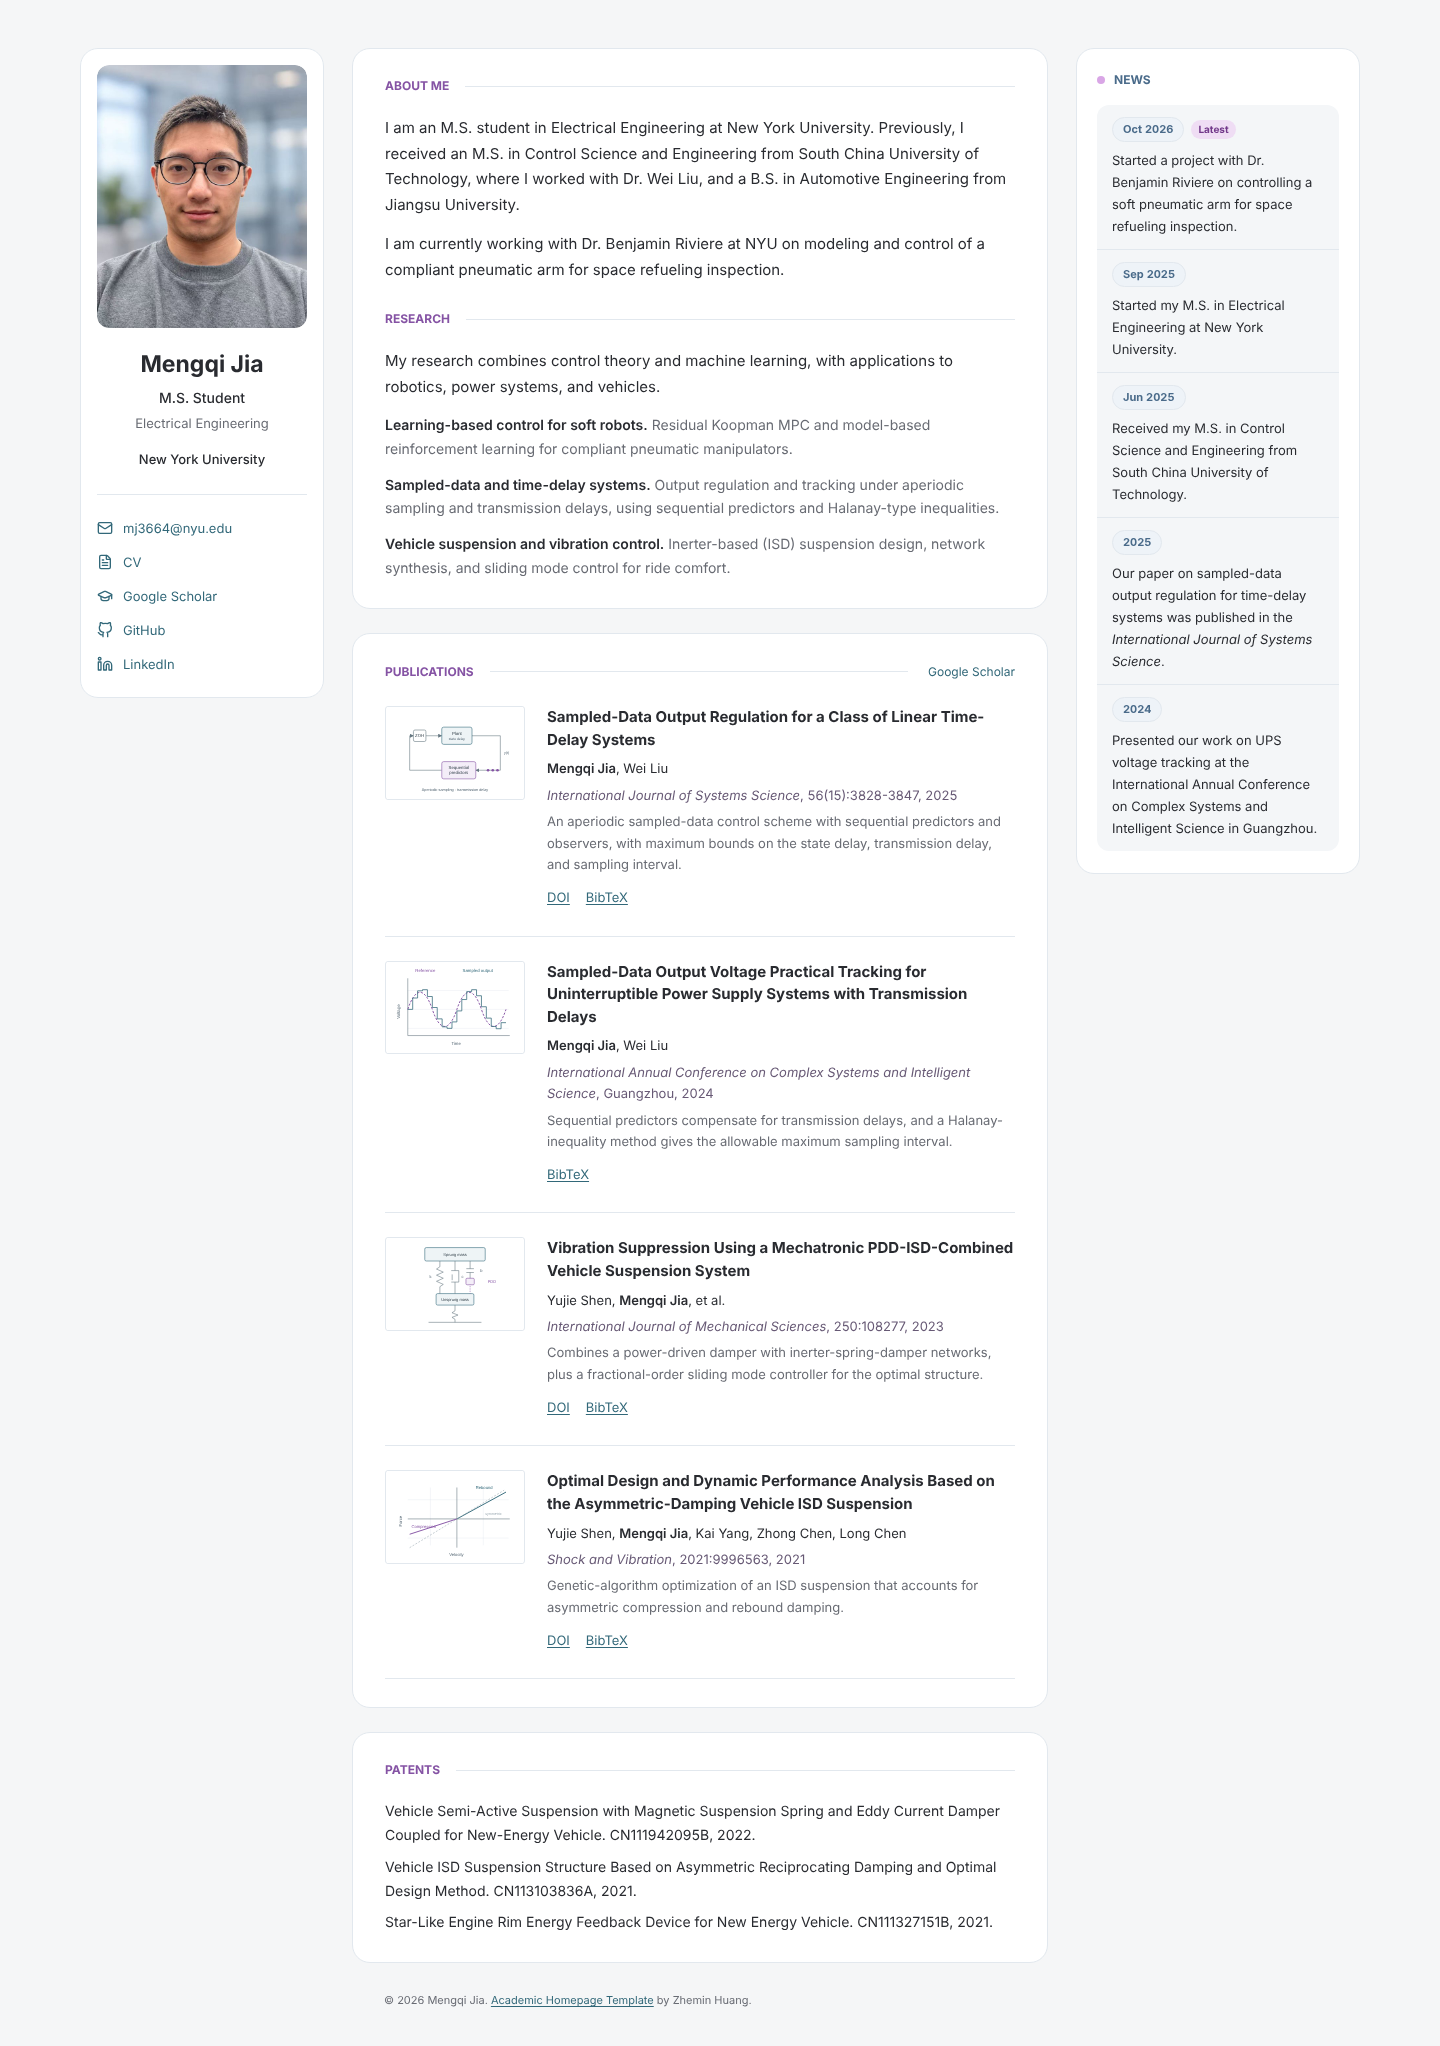 Mengqi Jia
M.S. Student
Electrical Engineering
New York University
mj3664@nyu.edu
CV
Google Scholar
GitHub
LinkedIn
ABOUT ME
I am an M.S. student in Electrical Engineering at New York University. Previously, I
received an M.S. in Control Science and Engineering from South China University of
Technology, where I worked with Dr. Wei Liu, and a B.S. in Automotive Engineering from
Jiangsu University.
I am currently working with Dr. Benjamin Riviere at NYU on modeling and control of a
compliant pneumatic arm for space refueling inspection.
RESEARCH
My research combines control theory and machine learning, with applications to
robotics, power systems, and vehicles.
Learning-based control for soft robots. Residual Koopman MPC and model-based
reinforcement learning for compliant pneumatic manipulators.
Sampled-data and time-delay systems. Output regulation and tracking under aperiodic
sampling and transmission delays, using sequential predictors and Halanay-type inequalities.
Vehicle suspension and vibration control. Inerter-based (ISD) suspension design, network
synthesis, and sliding mode control for ride comfort.
PUBLICATIONS
Google Scholar
ZOH
Plant
state delay
Sequential
predictors
Aperiodic sampling · transmission delay
Sampled-Data Output Regulation for a Class of Linear Time-
Delay Systems
Mengqi Jia, Wei Liu
International Journal of Systems Science, 56(15):3828-3847, 2025
An aperiodic sampled-data control scheme with sequential predictors and
observers, with maximum bounds on the state delay, transmission delay,
and sampling interval.
DOI BibTeX
Reference
Sampled output
Voltage
Time
Sampled-Data Output Voltage Practical Tracking for
Uninterruptible Power Supply Systems with Transmission
Delays
Mengqi Jia, Wei Liu
International Annual Conference on Complex Systems and Intelligent
Science, Guangzhou, 2024
Sequential predictors compensate for transmission delays, and a Halanay-
inequality method gives the allowable maximum sampling interval.
BibTeX
Sprung mass
PDD
Unsprung mass
Vibration Suppression Using a Mechatronic PDD-ISD-Combined
Vehicle Suspension System
Yujie Shen, Mengqi Jia, et al.
International Journal of Mechanical Sciences, 250:108277, 2023
Combines a power-driven damper with inerter-spring-damper networks,
plus a fractional-order sliding mode controller for the optimal structure.
DOI BibTeX
Rebound
Compression
Force
Velocity
Optimal Design and Dynamic Performance Analysis Based on
the Asymmetric-Damping Vehicle ISD Suspension
Yujie Shen, Mengqi Jia, Kai Yang, Zhong Chen, Long Chen
Shock and Vibration, 2021:9996563, 2021
Genetic-algorithm optimization of an ISD suspension that accounts for
asymmetric compression and rebound damping.
DOI BibTeX
PATENTS
Vehicle Semi-Active Suspension with Magnetic Suspension Spring and Eddy Current Damper
Coupled for New-Energy Vehicle. CN111942095B, 2022.
Vehicle ISD Suspension Structure Based on Asymmetric Reciprocating Damping and Optimal
Design Method. CN113103836A, 2021.
Star-Like Engine Rim Energy Feedback Device for New Energy Vehicle. CN111327151B, 2021.
© 2026 Mengqi Jia. Academic Homepage Template by Zhemin Huang.
NEWS
Oct 2026 Latest
Started a project with Dr.
Benjamin Riviere on controlling a
soft pneumatic arm for space
refueling inspection.
Sep 2025
Started my M.S. in Electrical
Engineering at New York
University.
Jun 2025
Received my M.S. in Control
Science and Engineering from
South China University of
Technology.
2025
Our paper on sampled-data
output regulation for time-delay
systems was published in the
International Journal of Systems
Science.
2024
Presented our work on UPS
voltage tracking at the
International Annual Conference
on Complex Systems and
Intelligent Science in Guangzhou.